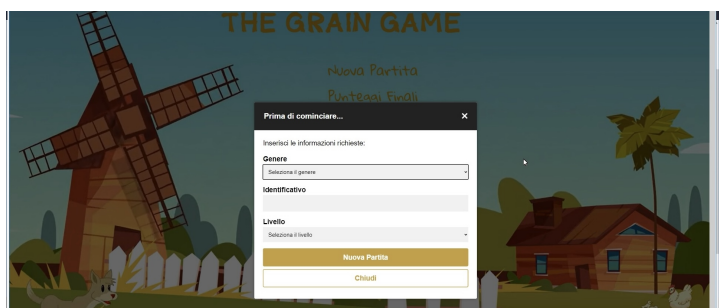 THE GRAIN GAME
Nuova Partita
Punteggi Finali
Prima di cominciare...
×
Inserisci le informazioni richieste:
Genere
Seleziona il genere
Identificativo
Livello
Seleziona il livello
Nuova Partita
Chiudi